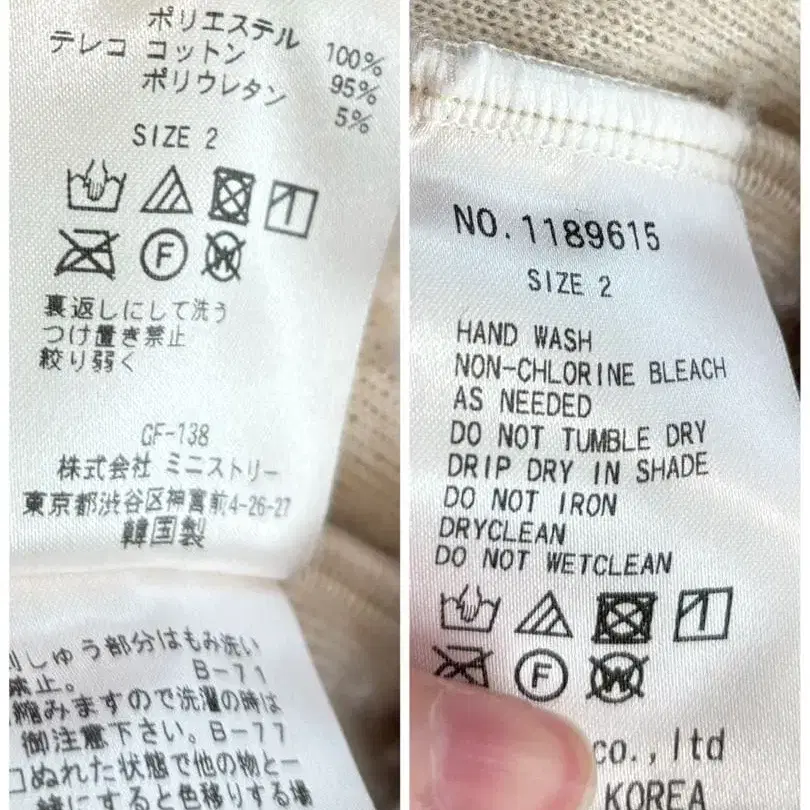 ポリエステル 100%
テレコ コットン 95%
ポリウレタン 5%
SIZE 2
F
W
裏返しにして洗う
つけ置き禁止
絞り弱く
GF-138
株式会社 ミニストリー
東京都渋谷区神宮前4-26-27
韓国製
しゅう部分はもみ洗い
禁止。 B-71
縮みますので洗濯の時は
御注意下さい。B-77
ぬれた状態で他の物と一
緒にすると色移りする場
NO.1189615
SIZE 2
HAND WASH
NON-CHLORINE BLEACH
AS NEEDED
DO NOT TUMBLE DRY
DRIP DRY IN SHADE
DO NOT IRON
DRYCLEAN
DO NOT WETCLEAN
F
W
co.,ltd
KOREA